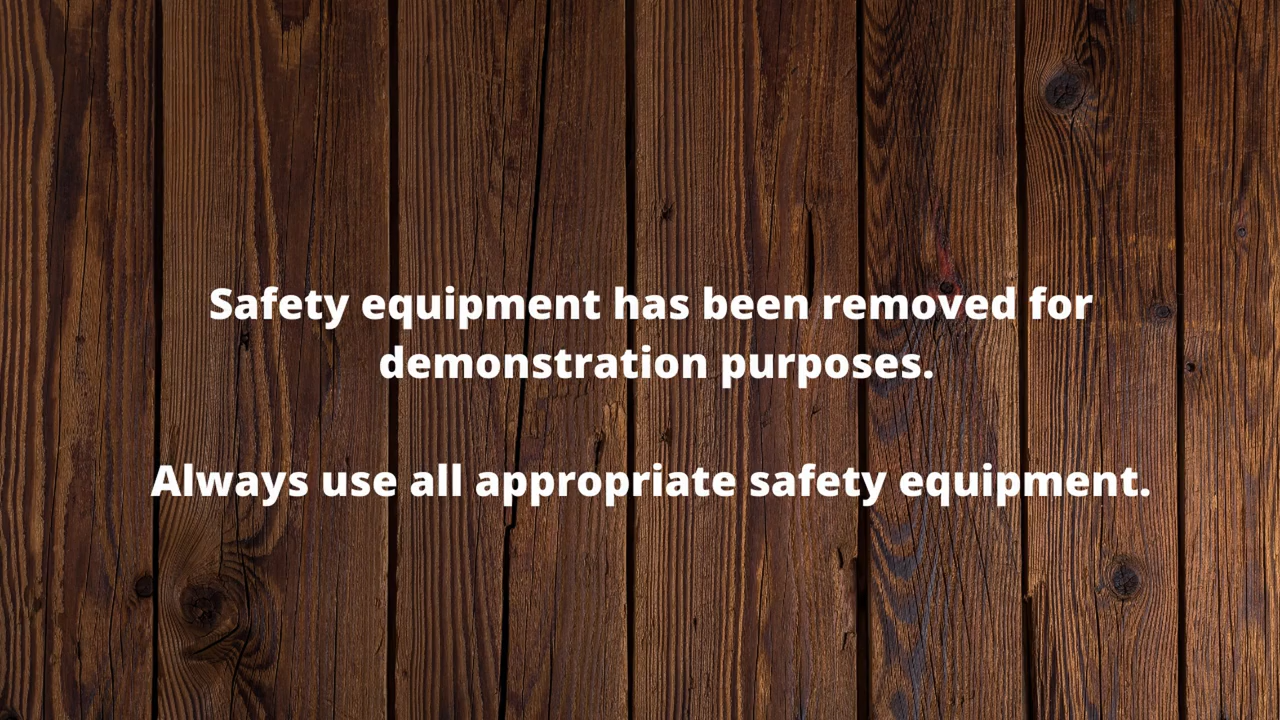 Safety equipment has been removed for
demonstration purposes.
Always use all appropriate safety equipment.